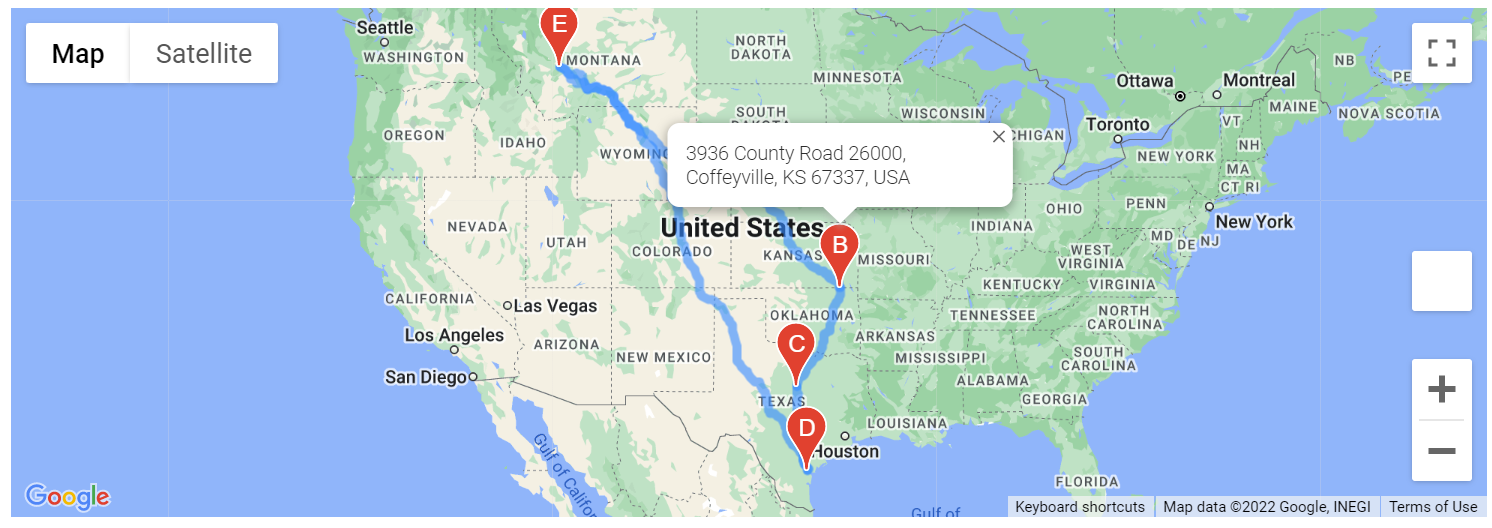 Map
Satellite
Seattle
WASHINGTON
E
MONTANA
NORTH
DAKOTA
MINNESOTA
Ottawa
Montreal
NB
PE
MAINE
NOVA SCOTIA
OREGON
IDAHO
WYOMING
SOUTH
DAKOTA
WISCONSIN
CHIGAN
Toronto
VT
NH
NEW YORK
MA
CT RI
3936 County Road 26000,
Coffeyville, KS 67337, USA
NEVADA
UTAH
COLORADO
United States
KANSAS
B
MISSOURI
INDIANA
OHIO
PENN
New York
MD
DE
NJ
WEST
VIRGINIA
KENTUCKY
VIRGINIA
CALIFORNIA
Las Vegas
OKLAHOMA
TENNESSEE
NORTH
CAROLINA
Los Angeles
ARIZONA
NEW MEXICO
C
ARKANSAS
MISSISSIPPI
SOUTH
CAROLINA
San Diego
TEXAS
ALABAMA
GEORGIA
D
LOUISIANA
Houston
Gulf of Califor
FLORIDA
Google
Gulf of
Keyboard shortcuts
Map data ©2022 Google, INEGI
Terms of Use